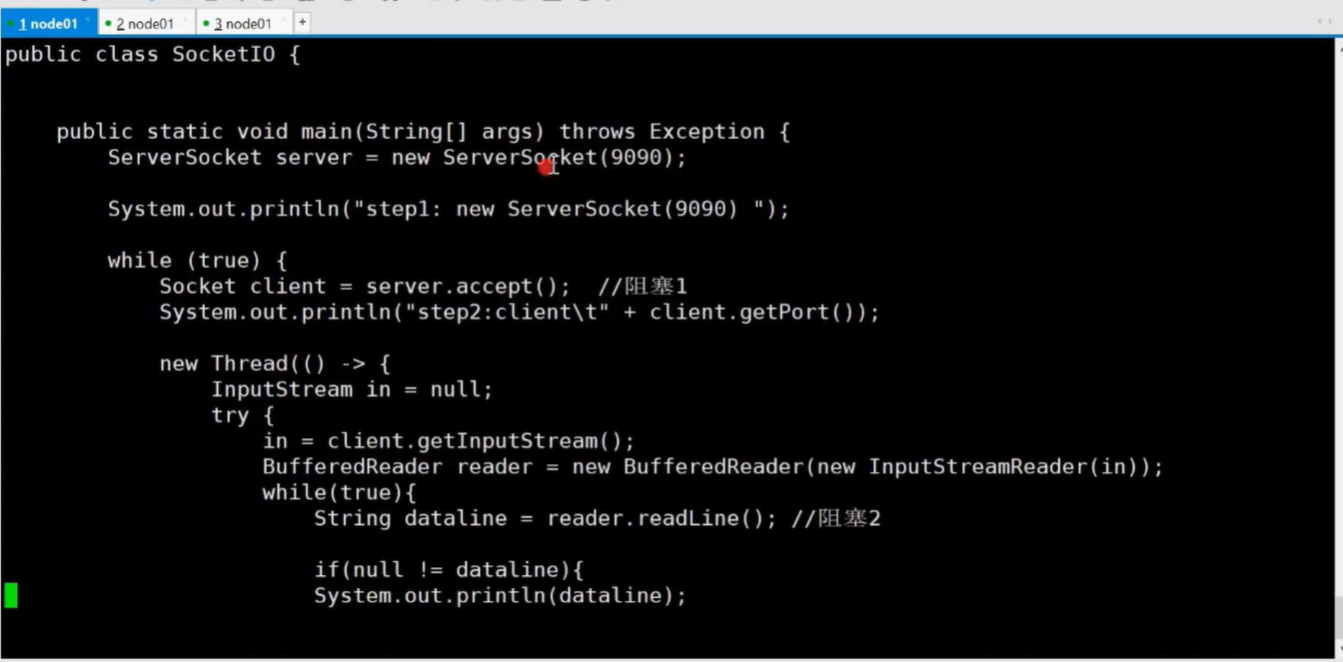 1 node01
2 node01
3 node01
+
public class SocketIO {
public static void main(String[] args) throws Exception {
ServerSocket server = new ServerSocket(9090);
System.out.println("step1: new ServerSocket(9090) ");
while (true) {
Socket client = server.accept();  //阻塞1
System.out.println("step2:client\t" + client.getPort());
new Thread(() -> {
InputStream in = null;
try {
in = client.getInputStream();
BufferedReader reader = new BufferedReader(new InputStreamReader(in));
while(true){
String dataline = reader.readLine(); //阻塞2
if(null != dataline){
System.out.println(dataline);